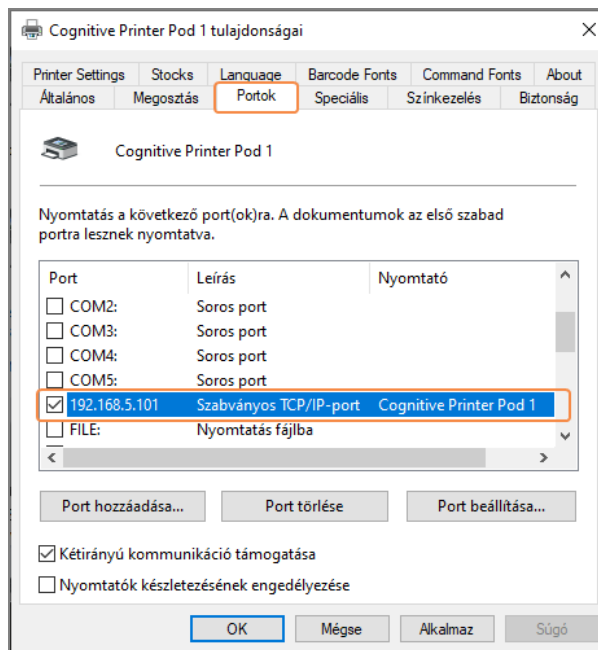 Cognitive Printer Pod 1 tulajdonságai
Printer Settings Stocks Language Barcode Fonts Command Fonts About
Általános Megosztás Portok Speciális Színkezelés Biztonság
Cognitive Printer Pod 1
Nyomtatás a következő port(ok)ra. A dokumentumok az első szabad
portra lesznek nyomtatva.
Port Leírás Nyomtató
COM2: Soros port
COM3: Soros port
COM4: Soros port
COM5: Soros port
192.168.5.101 Szabványos TCP/IP-port Cognitive Printer Pod 1
FILE: Nyomtatás fájlba
Port hozzáadása... Port törlése Port beállítása...
Kétirányú kommunikáció támogatása
Nyomtatók készletezésének engedélyezése
OK Mégse Alkalmaz Súgó